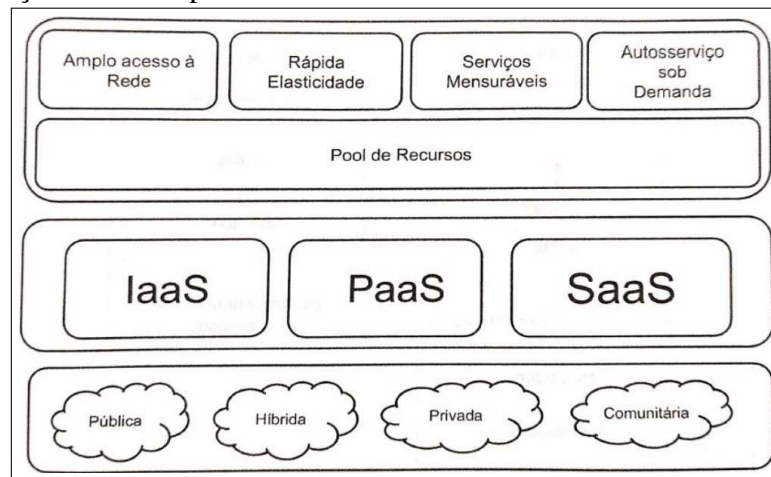 Amplo acesso à
Rede
Rápida
Elasticidade
Serviços
Mensuráveis
Autosserviço
sob
Demanda
Pool de Recursos
IaaS
PaaS
SaaS
Pública
Híbrida
Privada
Comunitária